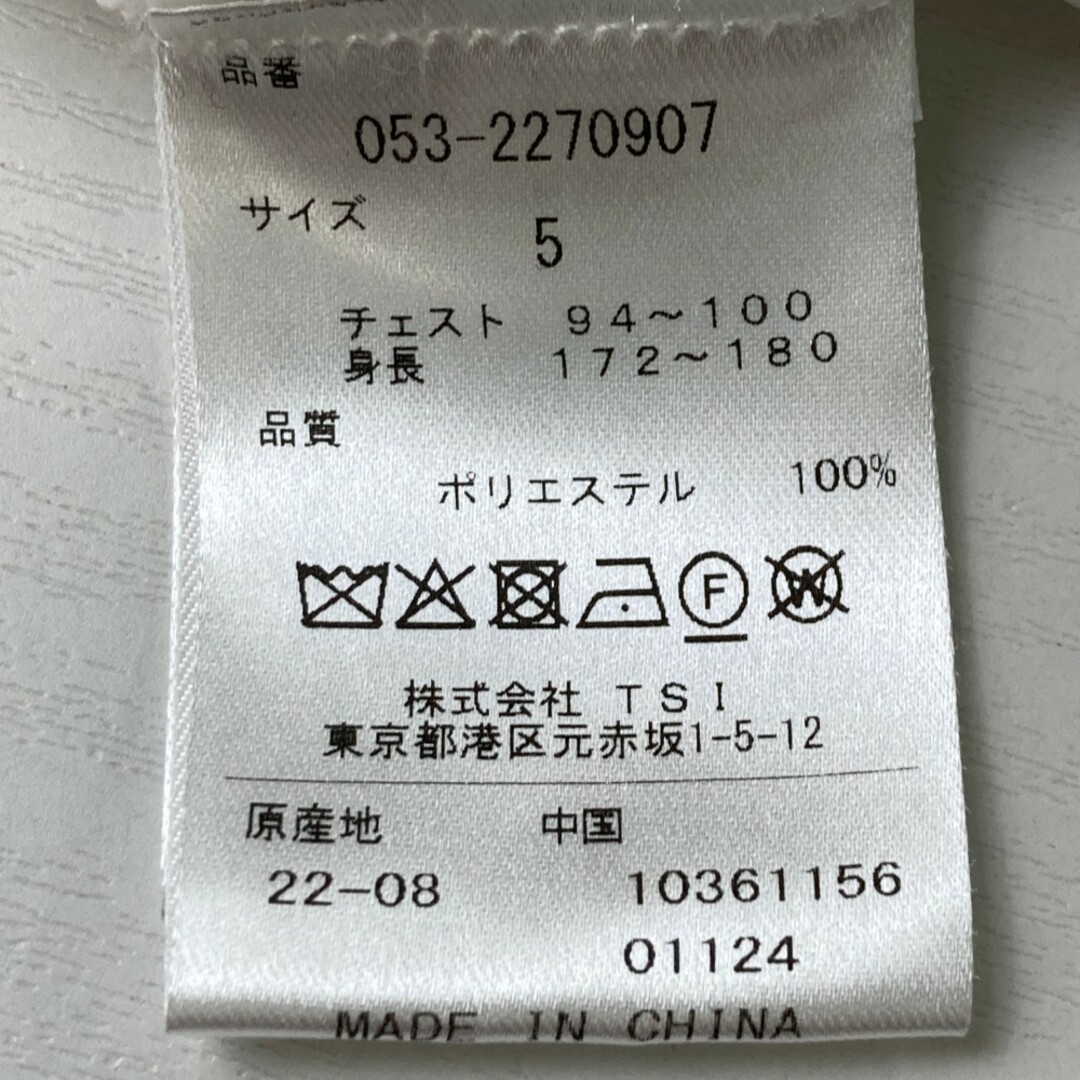 品番
053-2270907
サイズ
5
チェスト 94～100
身長 172～180
品質
ポリエステル 100%
F W
株式会社 TSI
東京都港区元赤坂1-5-12
原産地 中国
22-08 10361156
01124
MADE IN CHINA